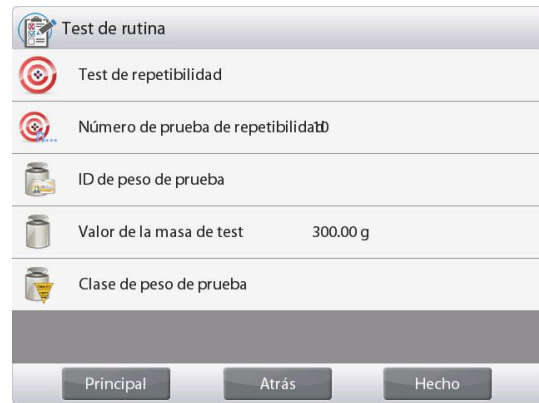 Test de rutina
Test de repetibilidad
Número de prueba de repetibilidad 10
ID de peso de prueba
Valor de la masa de test 300.00 g
Clase de peso de prueba
Principal Atrás Hecho